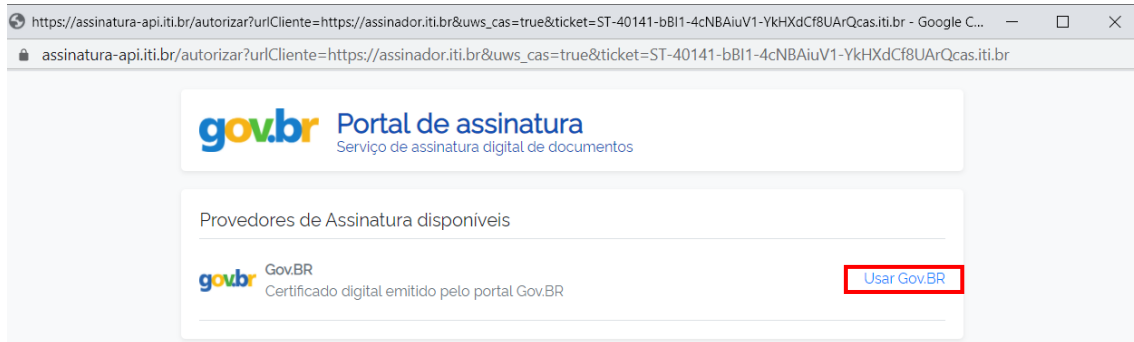 https://assinatura-api.iti.br/autorizar?urlCliente=https://assinador.iti.br&uws_cas=true&ticket=ST-40141-bBI1-4cNBAiuV1-YkHXdCf8UArQcas.iti.br - Google C...
assinatura-api.iti.br/autorizar?urlCliente=https://assinador.iti.br&uws_cas=true&ticket=ST-40141-bBI1-4cNBAiuV1-YkHXdCf8UArQcas.iti.br
gov.br Portal de assinatura
Serviço de assinatura digital de documentos
Provedores de Assinatura disponíveis
gov.br Gov.BR
Usar Gov.BR
Certificado digital emitido pelo portal Gov.BR